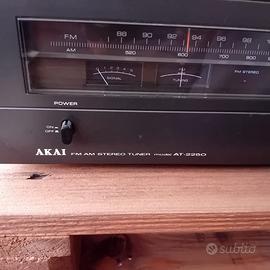 FM 86 88 90 92 94 96 98
AM 520 600 700 800
SIGNAL TUNING FM STEREO
POWER
ON
OFF
AKAI FM AM STEREO TUNER model AT-2250
subito